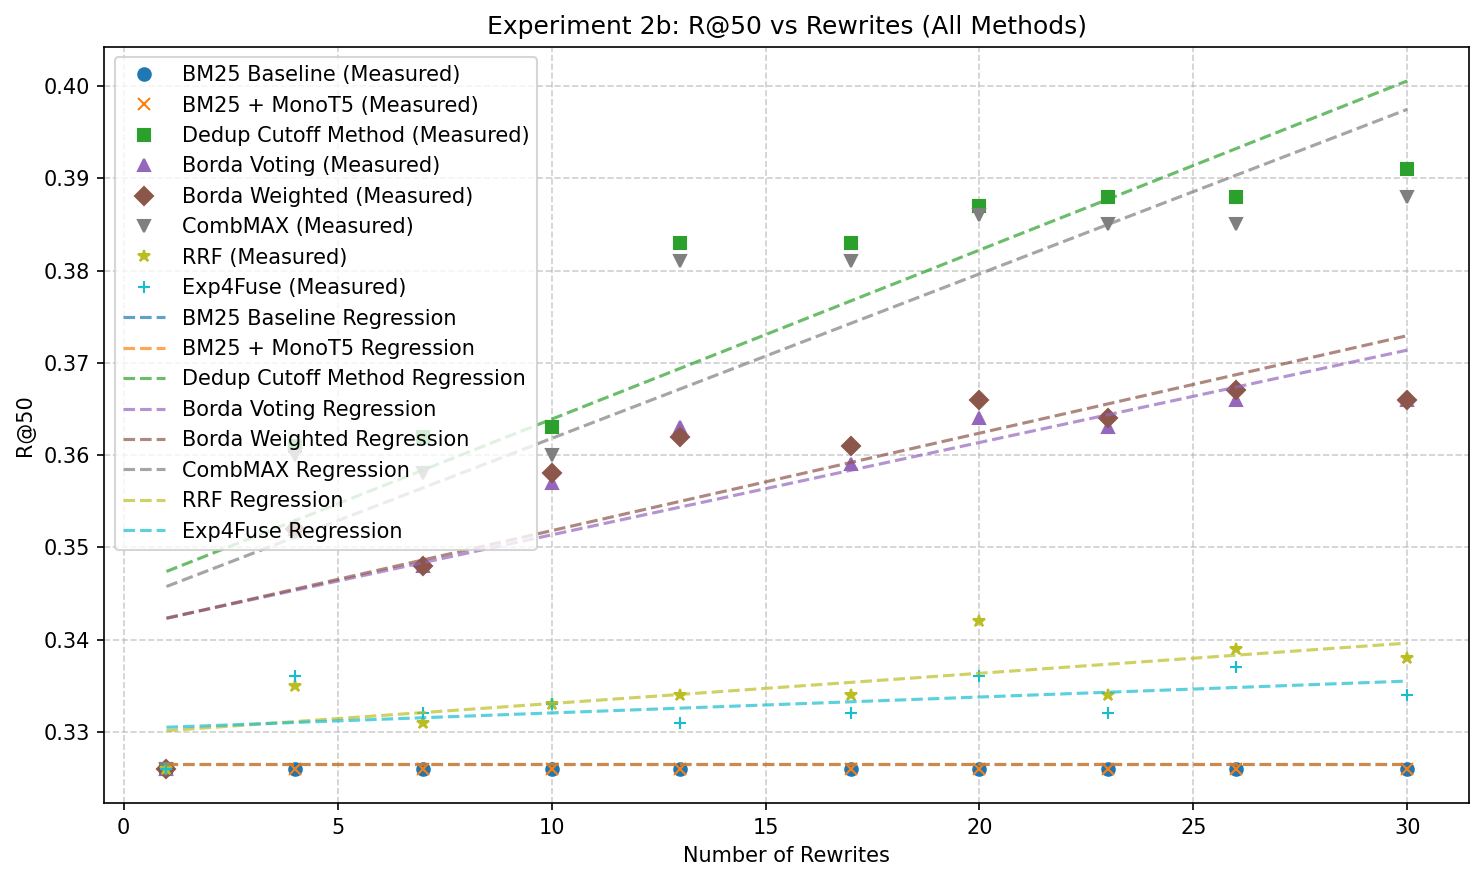 Experiment 2b: R@50 vs Rewrites (All Methods)
BM25 Baseline (Measured)
BM25 + MonoT5 (Measured)
Dedup Cutoff Method (Measured)
Borda Voting (Measured)
Borda Weighted (Measured)
CombMAX (Measured)
RRF (Measured)
Exp4Fuse (Measured)
BM25 Baseline Regression
BM25 + MonoT5 Regression
Dedup Cutoff Method Regression
Borda Voting Regression
Borda Weighted Regression
CombMAX Regression
RRF Regression
Exp4Fuse Regression
R@50
0.40
0.39
0.38
0.37
0.36
0.35
0.34
0.33
0
5
10
15
20
25
30
Number of Rewrites